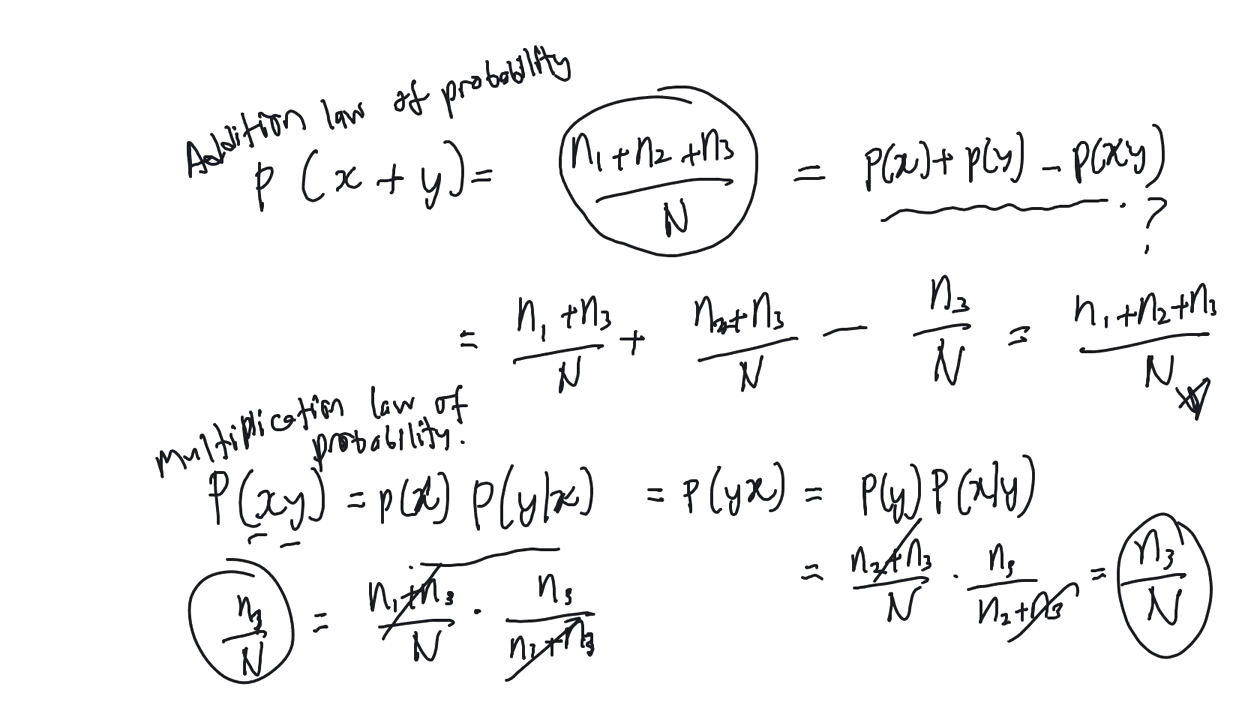 Addition law of probability
P(x+y) = (n₁+n₂+n₃)/N = p(x)+p(y)-p(xy) ?
= (n₁+n₃)/N + (n₂+n₃)/N - n₃/N = (n₁+n₂+n₃)/N
multiplication law of
probability.
P(xy) = p(x) p(y|x) = p(yx) = p(y) p(x|y)
n₃/N = (n₁+n₃)/N · n₃/(n₁+n₃) = (n₂+n₃)/N · n₃/(n₂+n₃) = n₃/N